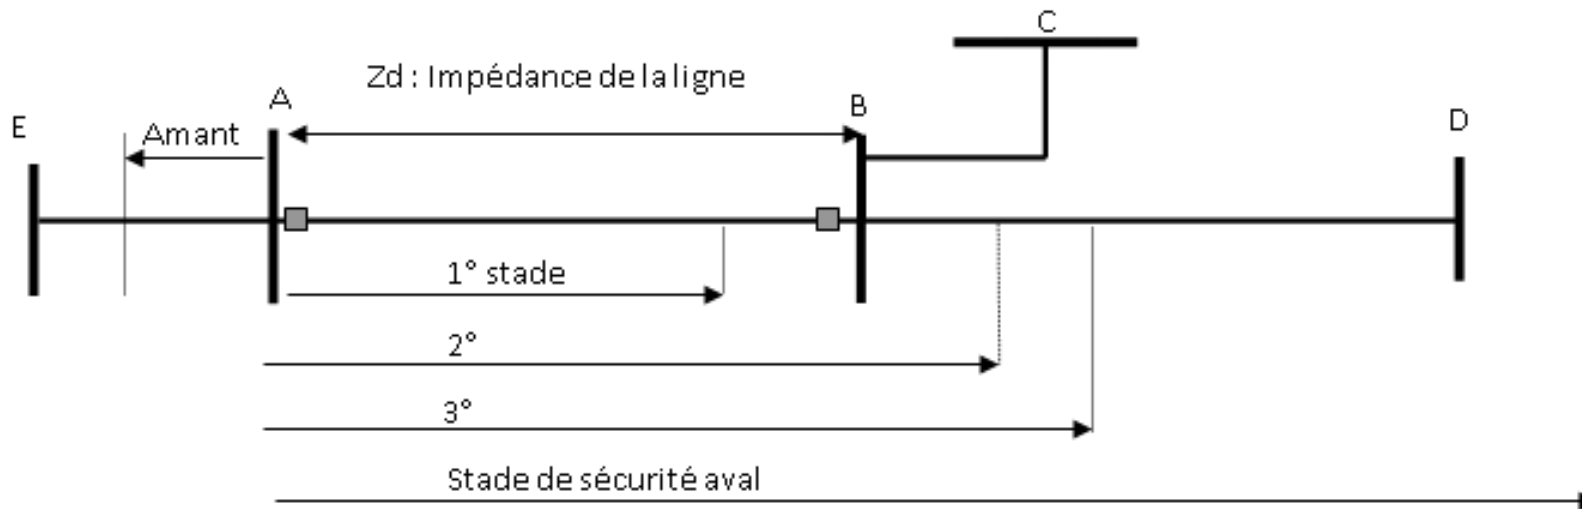 C
Zd : Impédance de la ligne
A
B
E
Amant
D
1° stade
2°
3°
Stade de sécurité aval